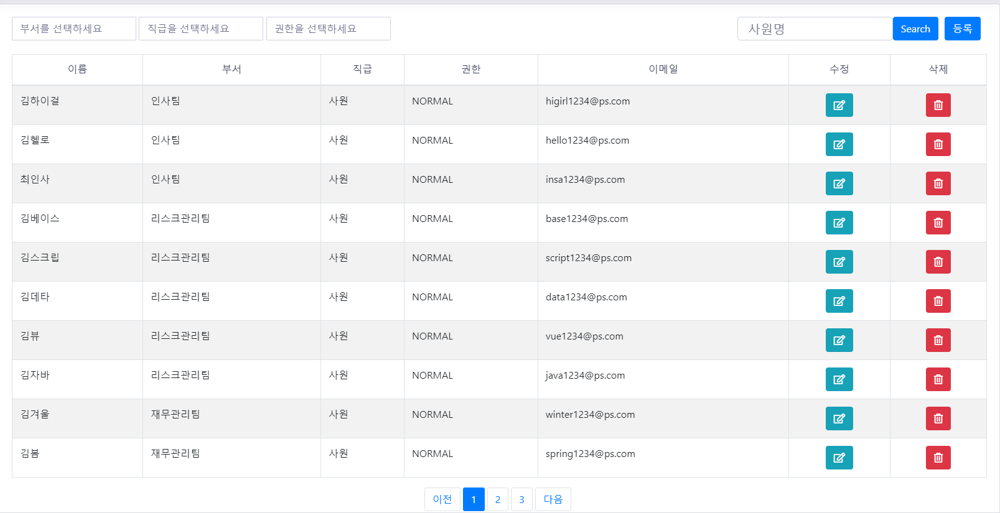 부서를 선택하세요 직급을 선택하세요 권한을 선택하세요 사원명 Search 등록
이름 부서 직급 권한 이메일 수정 삭제
김하이걸 인사팀 사원 NORMAL higirl1234@ps.com
김헬로 인사팀 사원 NORMAL hello1234@ps.com
최인사 인사팀 사원 NORMAL insa1234@ps.com
김베이스 리스크관리팀 사원 NORMAL base1234@ps.com
김스크립 리스크관리팀 사원 NORMAL script1234@ps.com
김데타 리스크관리팀 사원 NORMAL data1234@ps.com
김뷰 리스크관리팀 사원 NORMAL vue1234@ps.com
김자바 리스크관리팀 사원 NORMAL java1234@ps.com
김겨울 재무관리팀 사원 NORMAL winter1234@ps.com
김봄 재무관리팀 사원 NORMAL spring1234@ps.com
이전 1 2 3 다음